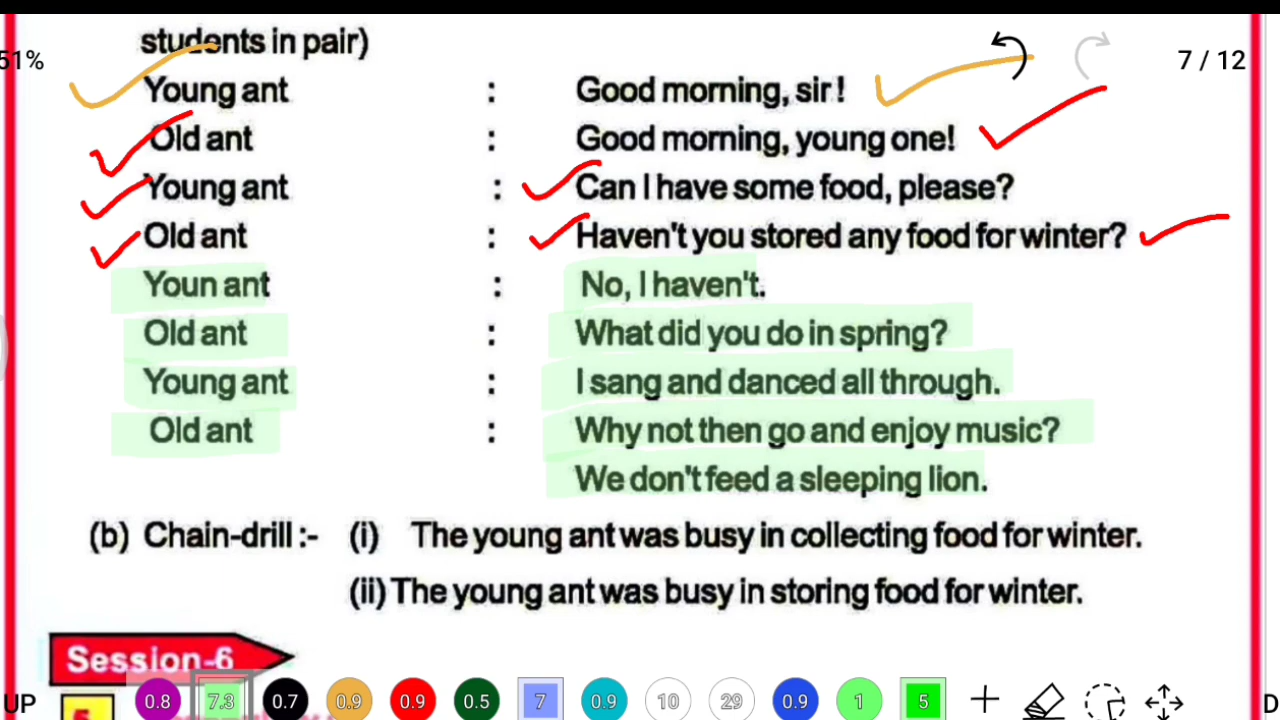 students in pair)
51%
7 / 12
Young ant : Good morning, sir!
Old ant : Good morning, young one!
Young ant : Can I have some food, please?
Old ant : Haven't you stored any food for winter?
Youn ant : No, I haven't.
Old ant : What did you do in spring?
Young ant : I sang and danced all through.
Old ant : Why not then go and enjoy music?
We don't feed a sleeping lion.
(b) Chain-drill :- (i) The young ant was busy in collecting food for winter.
(ii) The young ant was busy in storing food for winter.
Session-6
UP 0.8 7.3 0.7 0.9 0.9 0.5 7 0.9 10 29 0.9 1 5 D